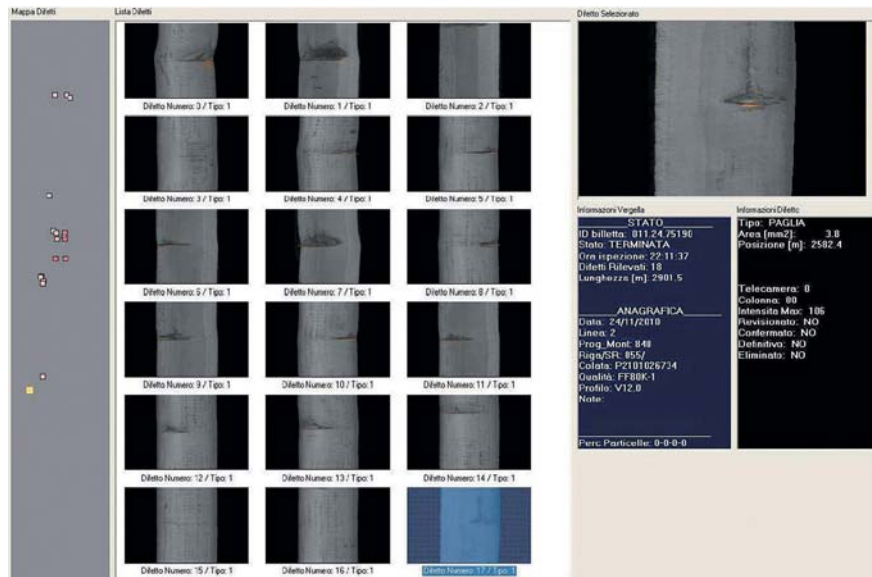 Mappa Difetti
Lista Difetti
Difetto Numero: 0 / Tipo: 1
Difetto Numero: 1 / Tipo: 1
Difetto Numero: 2 / Tipo: 1
Difetto Numero: 3 / Tipo: 1
Difetto Numero: 4 / Tipo: 1
Difetto Numero: 5 / Tipo: 1
Difetto Numero: 6 / Tipo: 1
Difetto Numero: 7 / Tipo: 1
Difetto Numero: 8 / Tipo: 1
Difetto Numero: 9 / Tipo: 1
Difetto Numero: 10 / Tipo: 1
Difetto Numero: 11 / Tipo: 1
Difetto Numero: 12 / Tipo: 1
Difetto Numero: 13 / Tipo: 1
Difetto Numero: 14 / Tipo: 1
Difetto Numero: 15 / Tipo: 1
Difetto Numero: 16 / Tipo: 1
Difetto Numero: 17 / Tipo: 1
Difetto Selezionato
Informazioni Vergella
STATO
ID billetta: 011.24.75190
Stato: TERMINATA
Ora ispezione: 22:11:37
Difetti Rilevati: 18
Lunghezza [m]: 2901.5
ANAGRAFICA
Data: 24/11/2010
Linea: 2
Prog_Mont: 840
Riga/SR: 055/
Colata: P2101026734
Qualità: FF80K-1
Profilo: V12.0
Note:
Perc Particelle: 0-0-0-0
Informazioni Difetto
Tipo: PAGLIA
Area [mm2]: 3.8
Posizione [m]: 2582.4
Telecamera: 0
Colonna: 00
Intensita Max: 106
Revisionato: NO
Confermato: NO
Definitivo: NO
Eliminato: NO